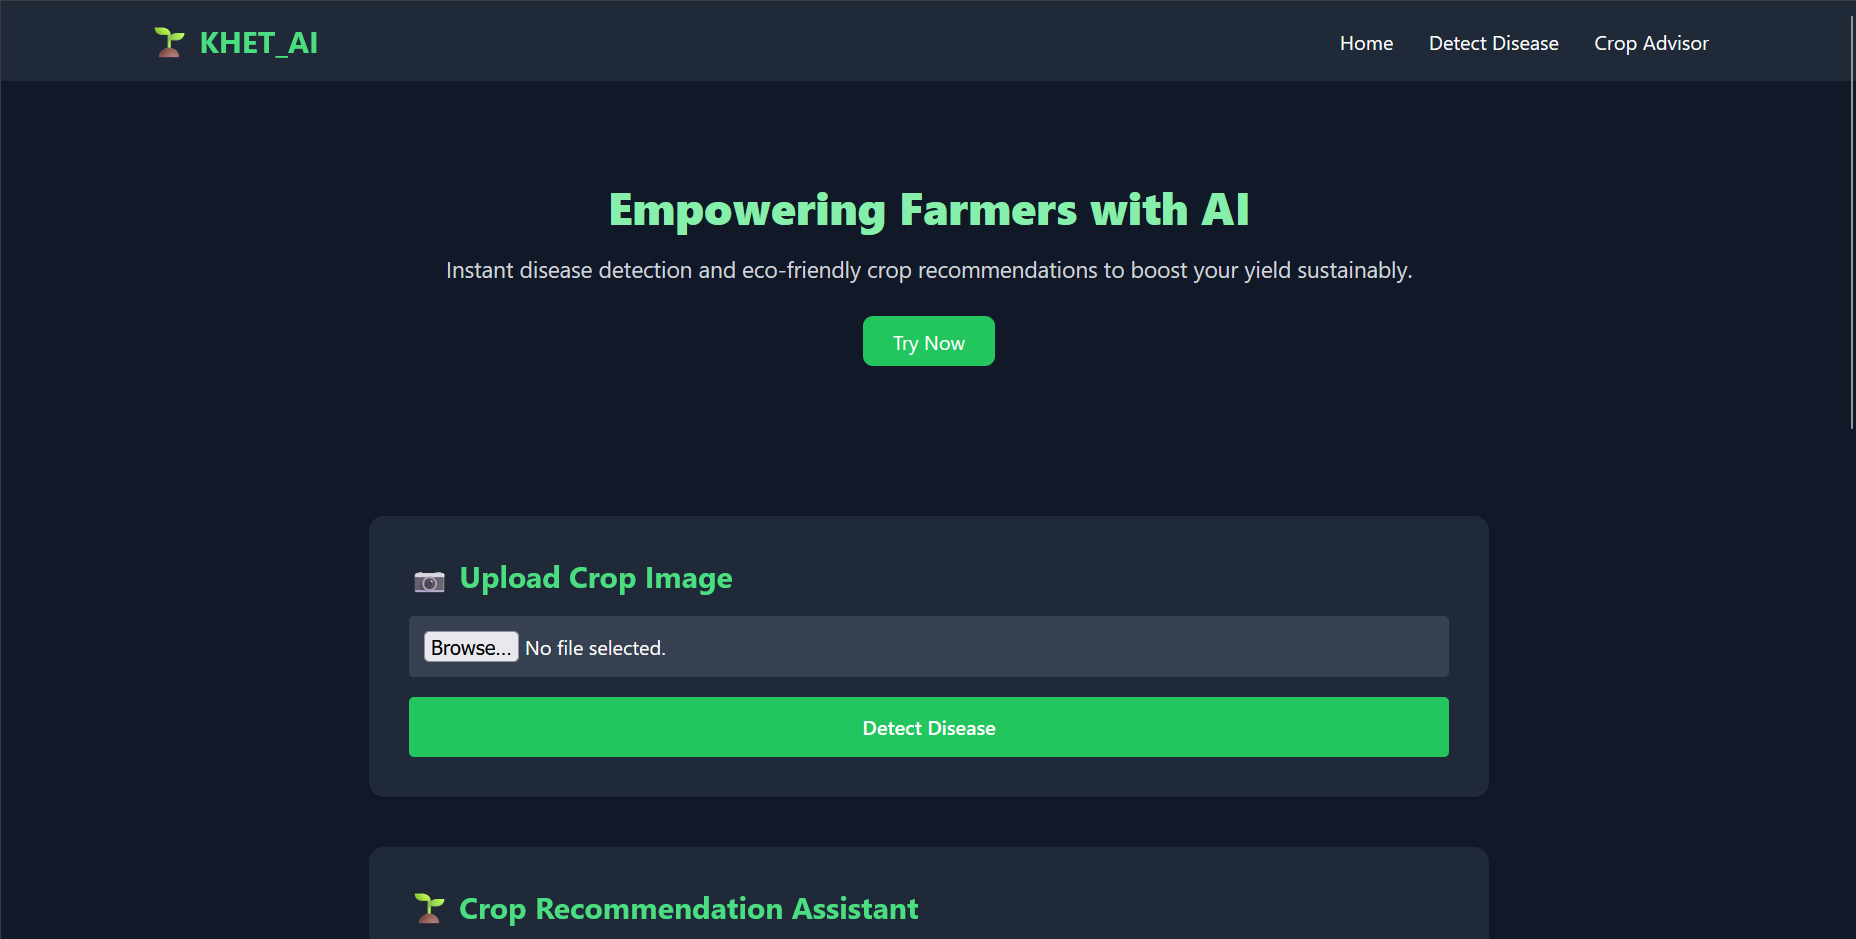 KHET_AI
Home Detect Disease Crop Advisor
Empowering Farmers with AI
Instant disease detection and eco-friendly crop recommendations to boost your yield sustainably.
Try Now
Upload Crop Image
Browse... No file selected.
Detect Disease
Crop Recommendation Assistant